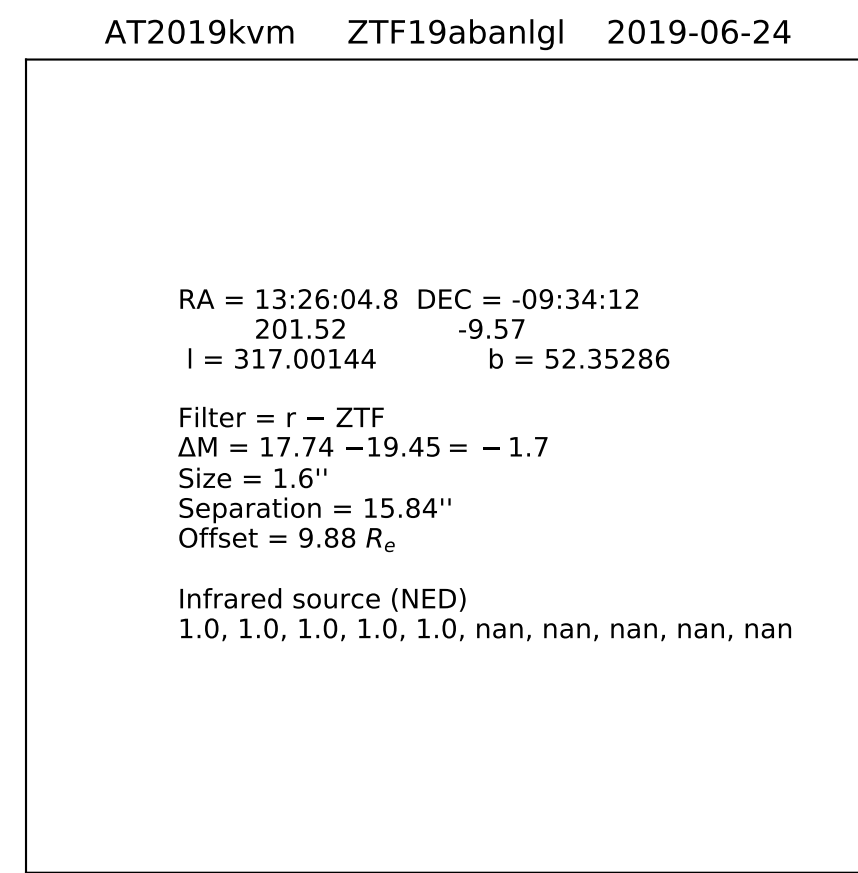 AT2019kvm ZTF19abanlgl 2019-06-24
RA = 13:26:04.8 DEC = -09:34:12
201.52 -9.57
l = 317.00144 b = 52.35286
Filter = r − ZTF
ΔM = 17.74 −19.45 = −1.7
Size = 1.6''
Separation = 15.84''
Offset = 9.88 Re
Infrared source (NED)
1.0, 1.0, 1.0, 1.0, 1.0, nan, nan, nan, nan, nan